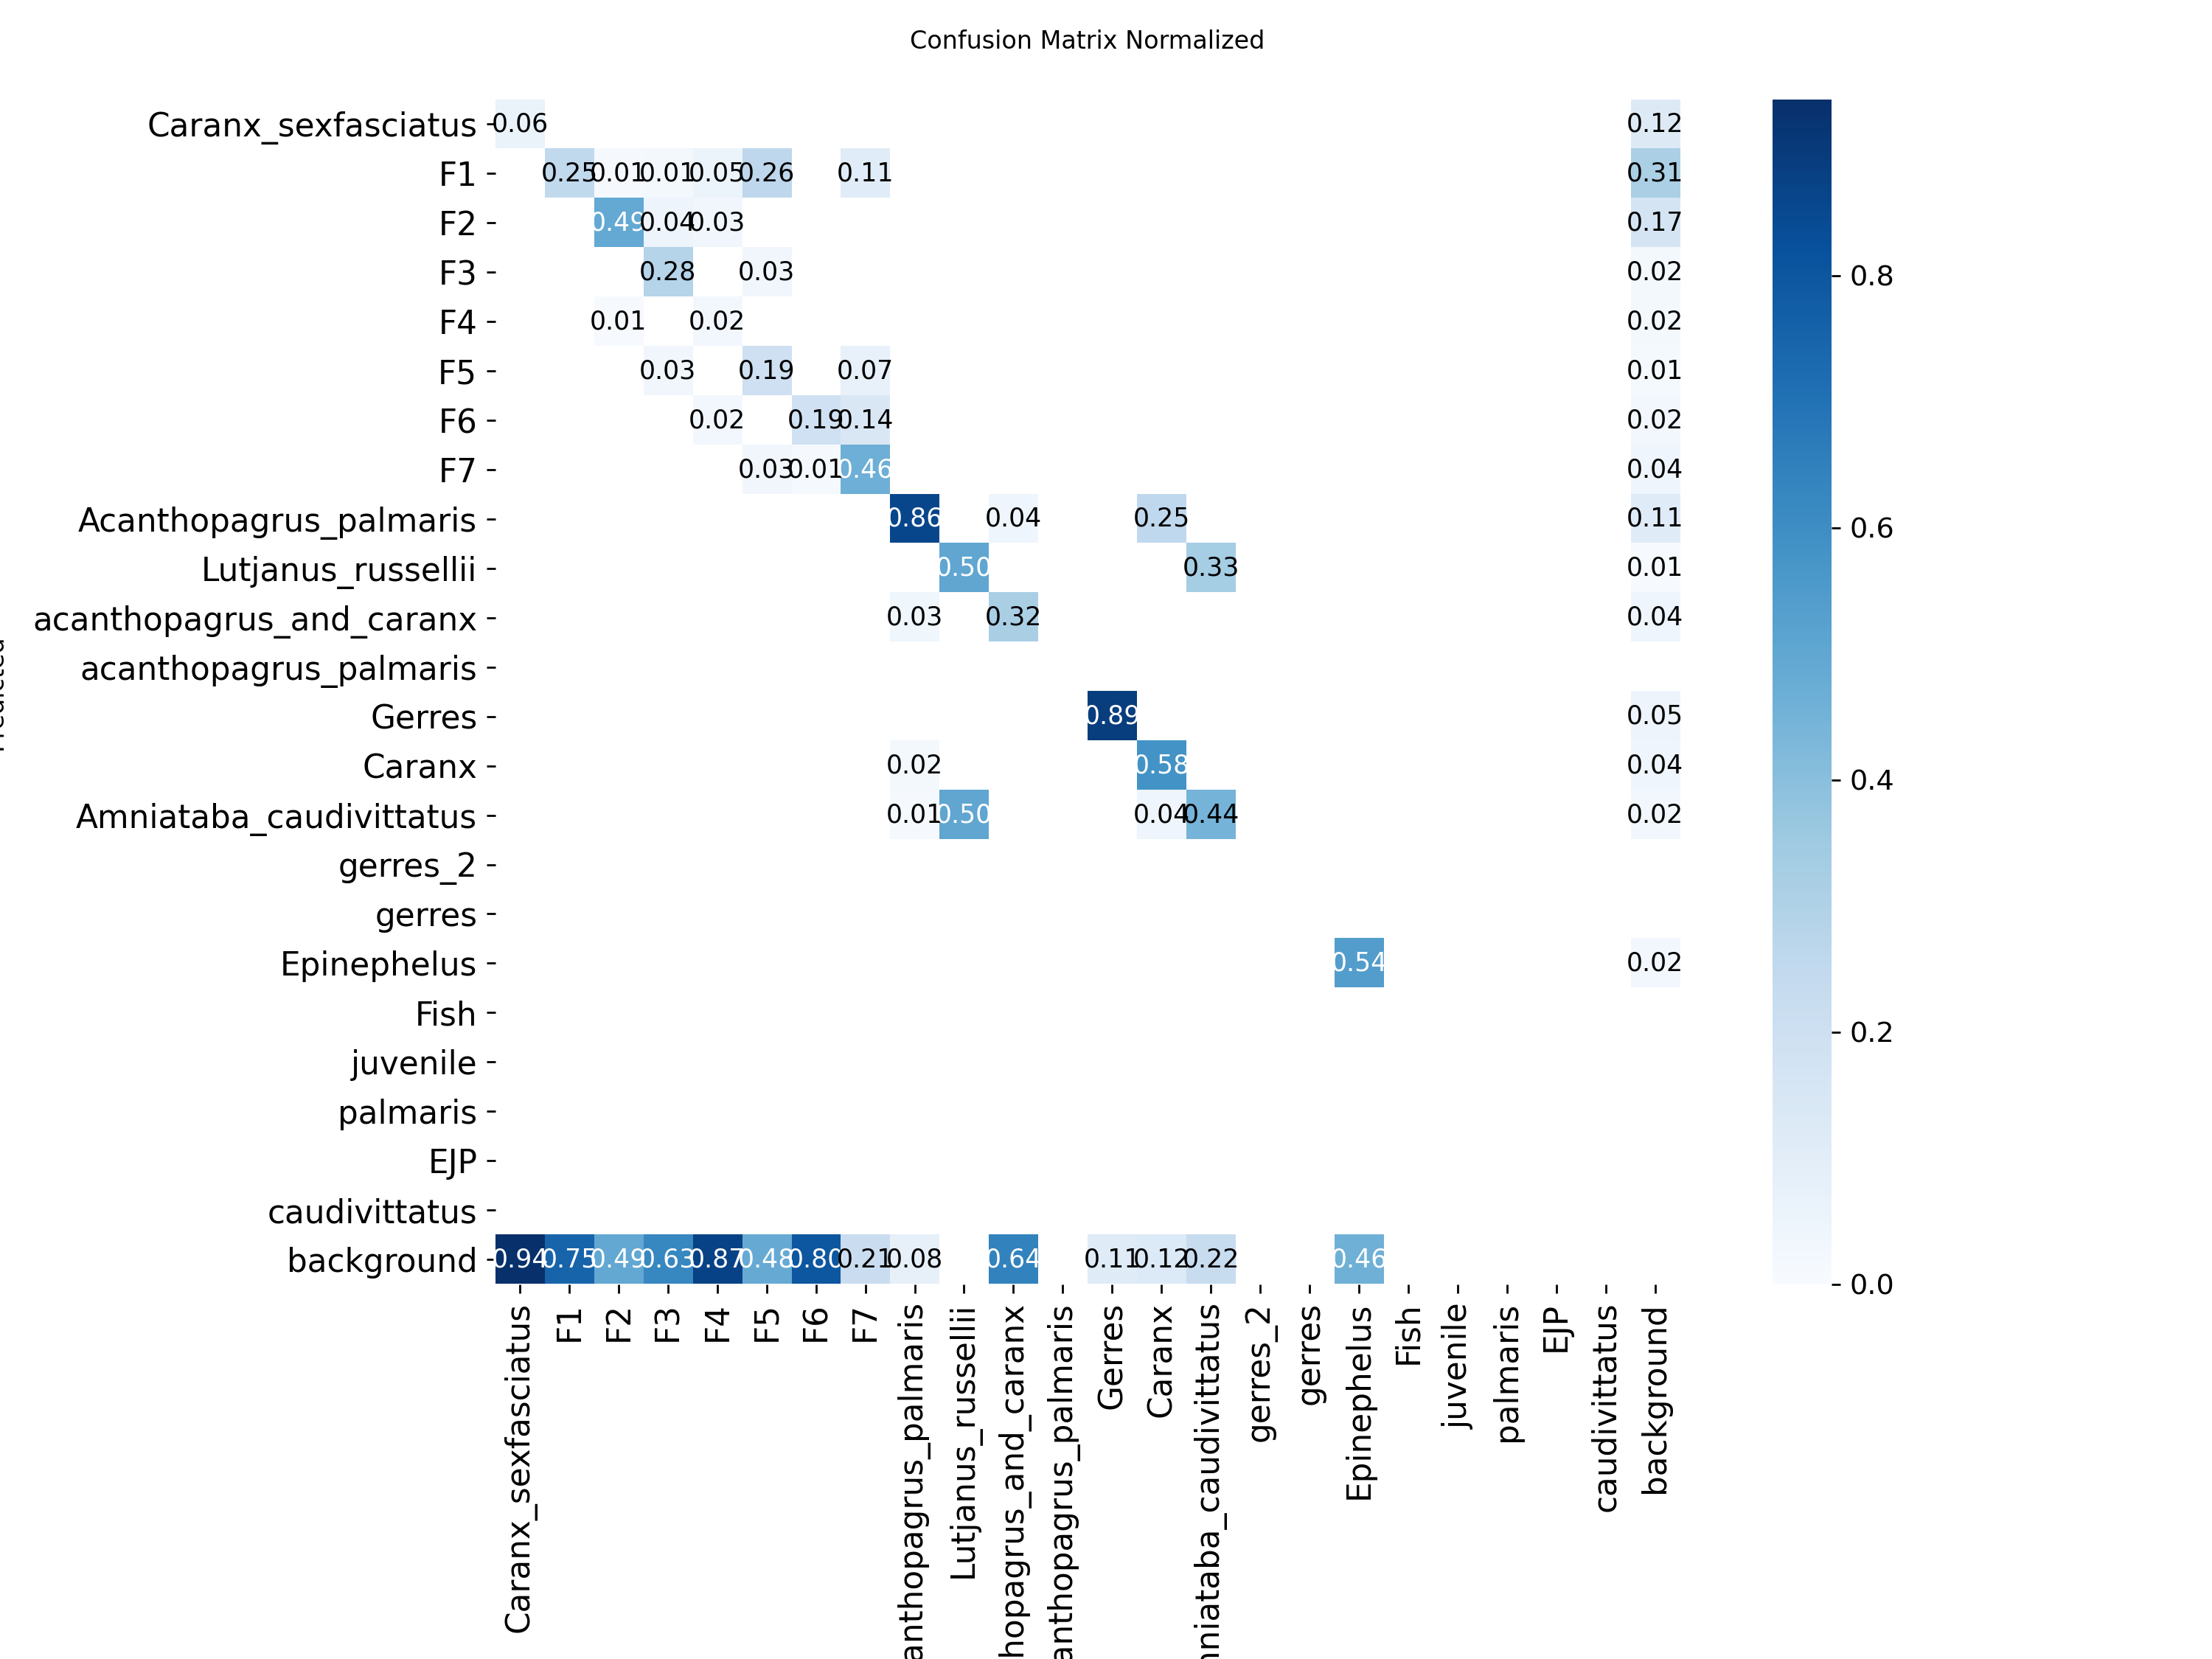 Confusion Matrix Normalized
Caranx_sexfasciatus 0.06 0.12
F1 0.25 0.01 0.01 0.05 0.26 0.11 0.31
F2 0.49 0.04 0.03 0.17
F3 0.28 0.03 0.02
F4 0.01 0.02 0.02
F5 0.03 0.19 0.07 0.01
F6 0.02 0.19 0.14 0.02
F7 0.03 0.01 0.46 0.04
Acanthopagrus_palmaris 0.86 0.04 0.25 0.11
Lutjanus_russellii 0.50 0.33 0.01
acanthopagrus_and_caranx 0.03 0.32 0.04
acanthopagrus_palmaris
Gerres 0.89 0.05
Caranx 0.02 0.58 0.04
Amniataba_caudivittatus 0.01 0.50 0.04 0.44 0.02
gerres_2
gerres
Epinephelus 0.54 0.02
Fish
juvenile
palmaris
EJP
caudivittatus
background 0.94 0.75 0.49 0.63 0.87 0.48 0.80 0.21 0.08 0.64 0.11 0.12 0.22 0.46
Caranx_sexfasciatus
F1
F2
F3
F4
F5
F6
F7
anthopagrus_palmaris
Lutjanus_russellii
hopagrus_and_caranx
anthopagrus_palmaris
Gerres
Caranx
nniataba_caudivittatus
gerres_2
gerres
Epinephelus
Fish
juvenile
palmaris
EJP
caudivittatus
background
0.8
0.6
0.4
0.2
0.0